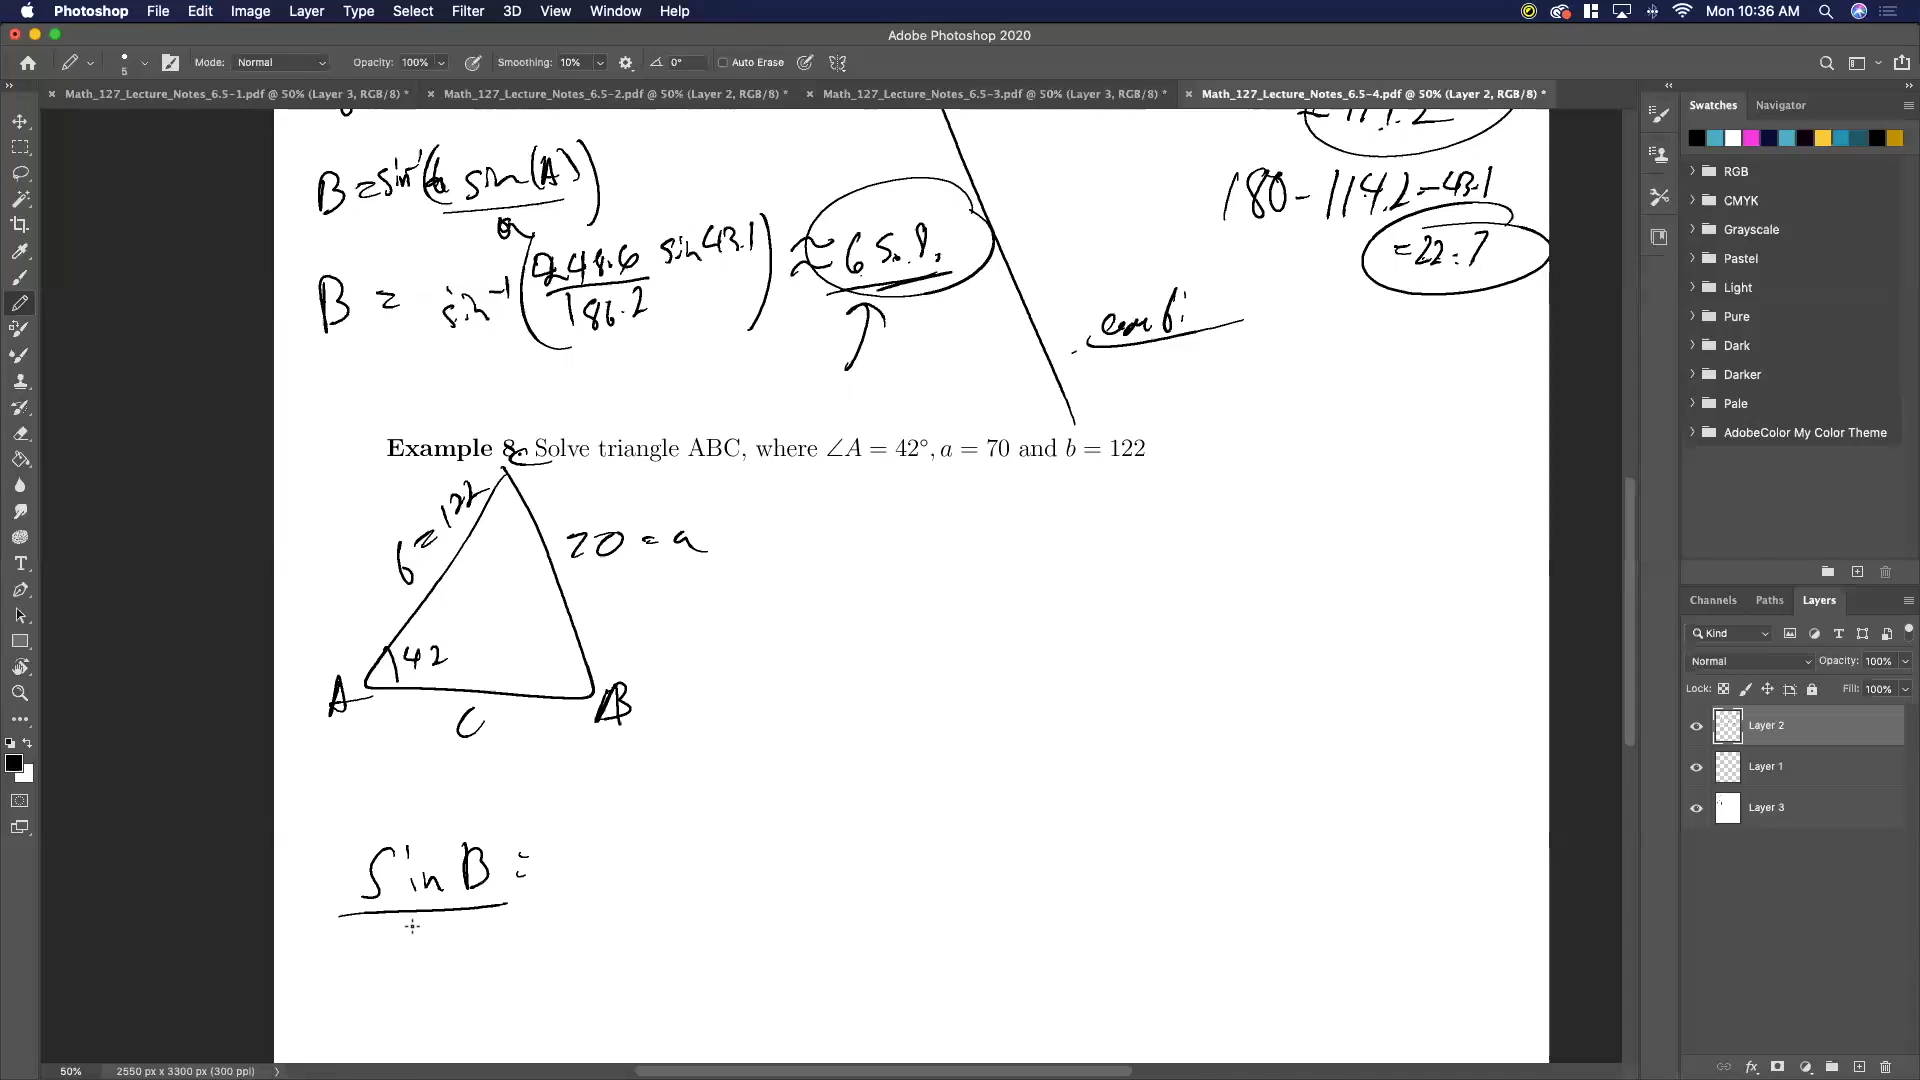 Photoshop File Edit Image Layer Type Select Filter 3D View Window Help Mon 10:36 AM
Adobe Photoshop 2020
5 Mode: Normal Opacity: 100% Smoothing: 10% 0° Auto Erase
Math_127_Lecture_Notes_6.5-1.pdf @ 50% (Layer 3, RGB/8) * Math_127_Lecture_Notes_6.5-2.pdf @ 50% (Layer 2, RGB/8) * Math_127_Lecture_Notes_6.5-3.pdf @ 50% (Layer 3, RGB/8) * Math_127_Lecture_Notes_6.5-4.pdf @ 50% (Layer 2, RGB/8) *
B = sin⁻¹(b sin(A) / a)
B = sin⁻¹(248.6 / 186.2 sin 43.1) ≈ 65.8.
180 - 114.2 - 43.1
= 22.7
Example 8. Solve triangle ABC, where ∠A = 42°, a = 70 and b = 122
C
b = 122
70 = a
42
A
B
C
Sin B =
Swatches Navigator
RGB
CMYK
Grayscale
Pastel
Light
Pure
Dark
Darker
Pale
AdobeColor My Color Theme
Channels Paths Layers
Kind
Normal Opacity: 100%
Lock: Fill: 100%
Layer 2
Layer 1
Layer 3
fx
50% 2550 px x 3300 px (300 ppi)